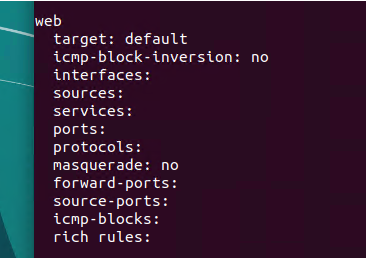 web
target: default
icmp-block-inversion: no
interfaces:
sources:
services:
ports:
protocols:
masquerade: no
forward-ports:
source-ports:
icmp-blocks:
rich rules: